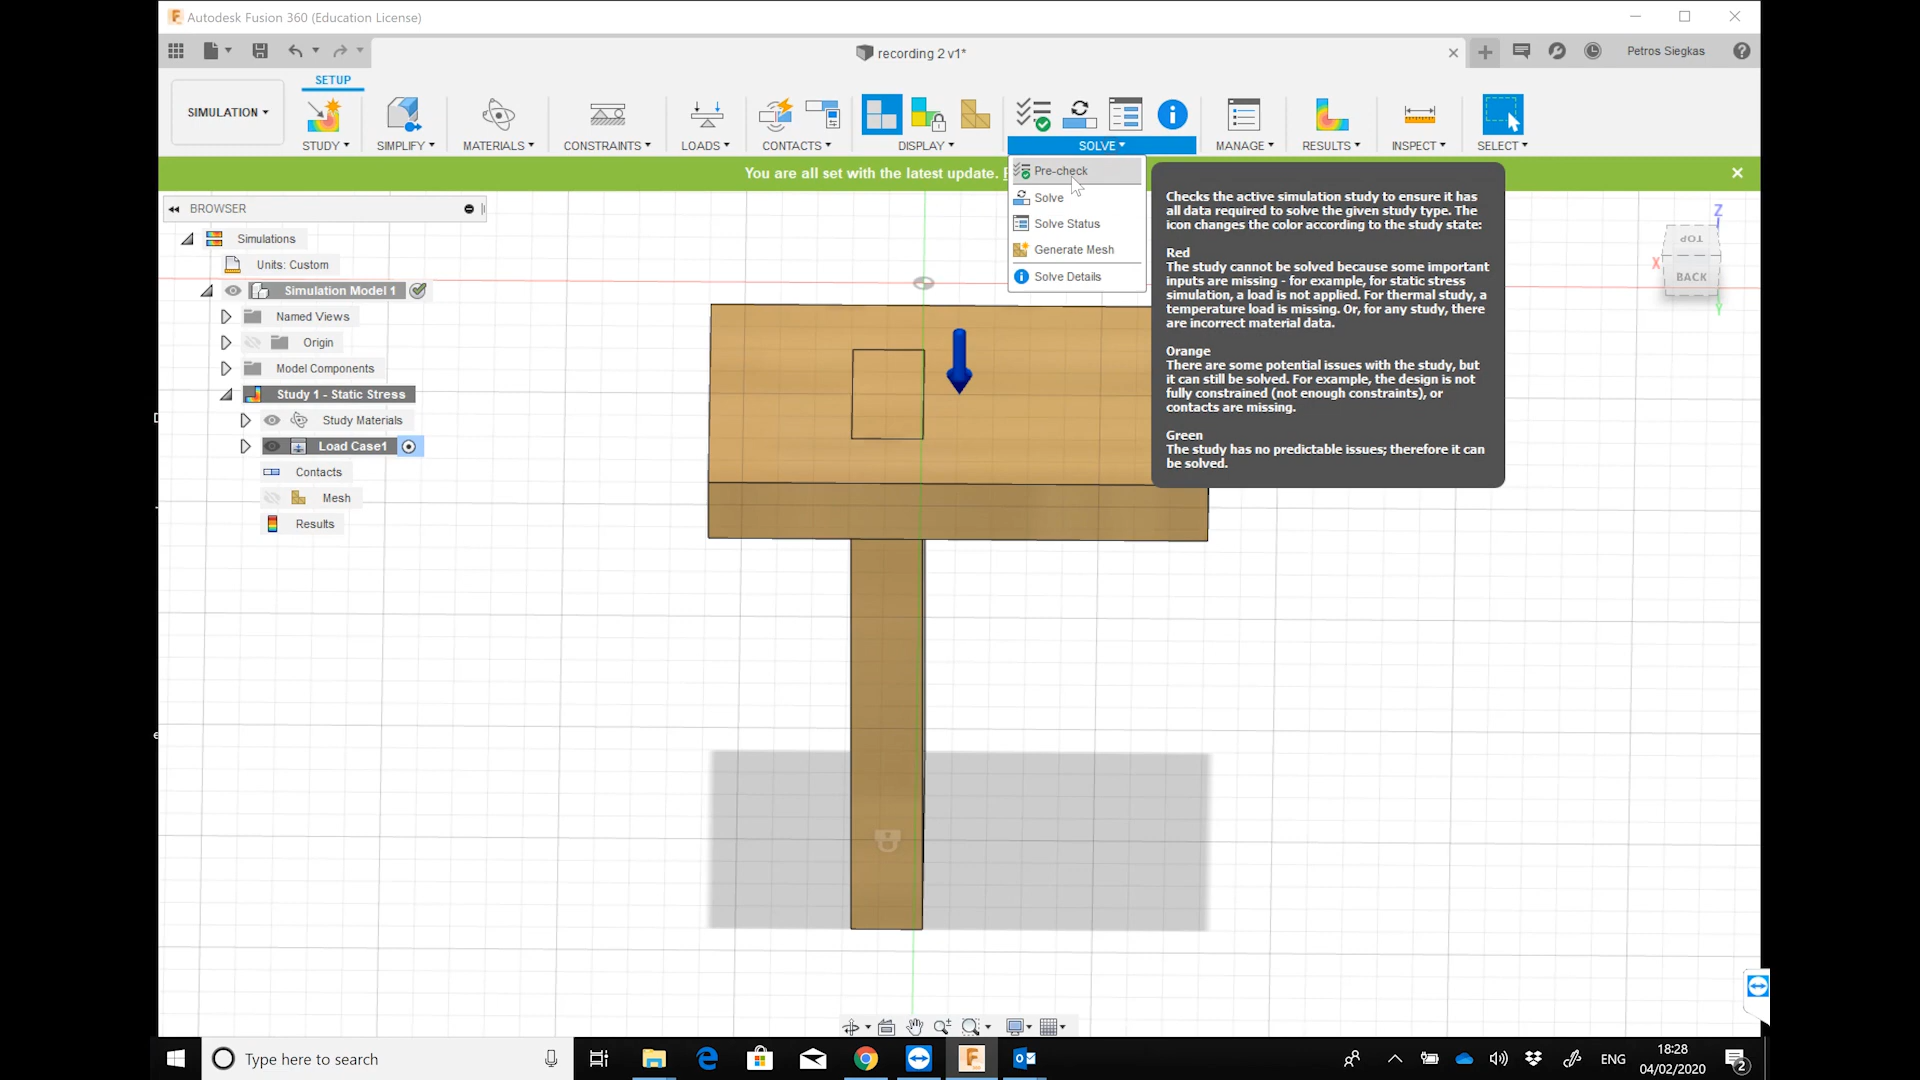 Autodesk Fusion 360 (Education License)
recording 2 v1*
Petros Siegkas
SETUP
SIMULATION
STUDY
SIMPLIFY
MATERIALS
CONSTRAINTS
LOADS
CONTACTS
DISPLAY
SOLVE
MANAGE
RESULTS
INSPECT
SELECT
You are all set with the latest update.
Pre-check
Solve
Solve Status
Generate Mesh
Solve Details
Checks the active simulation study to ensure it has
all data required to solve the given study type. The
icon changes the color according to the study state:
Red
The study cannot be solved because some important
inputs are missing - for example, for static stress
simulation, a load is not applied. For thermal study, a
temperature load is missing. Or, for any study, there
are incorrect material data.
Orange
There are some potential issues with the study, but
it can still be solved. For example, the design is not
fully constrained (not enough constraints), or
contacts are missing.
Green
The study has no predictable issues; therefore it can
be solved.
BROWSER
Simulations
Units: Custom
Simulation Model 1
Named Views
Origin
Model Components
Study 1 - Static Stress
Study Materials
Load Case1
Contacts
Mesh
Results
Z
TOP
X
BACK
Y
Type here to search
ENG
18:28
04/02/2020
2